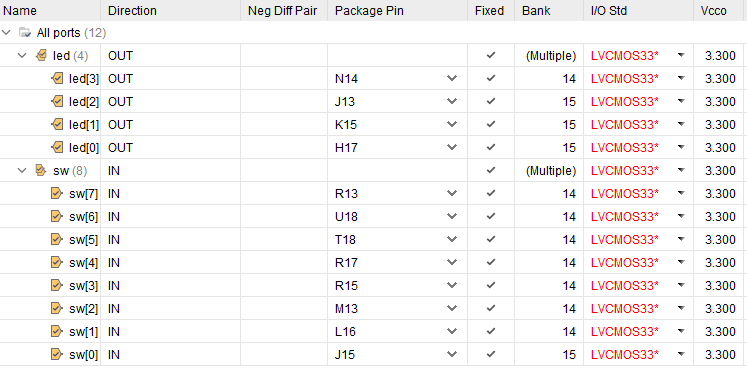 Name Direction Neg Diff Pair Package Pin Fixed Bank I/O Std Vcco
All ports (12)
led (4) OUT (Multiple) LVCMOS33* 3.300
led[3] OUT N14 14 LVCMOS33* 3.300
led[2] OUT J13 15 LVCMOS33* 3.300
led[1] OUT K15 15 LVCMOS33* 3.300
led[0] OUT H17 15 LVCMOS33* 3.300
sw (8) IN (Multiple) LVCMOS33* 3.300
sw[7] IN R13 14 LVCMOS33* 3.300
sw[6] IN U18 14 LVCMOS33* 3.300
sw[5] IN T18 14 LVCMOS33* 3.300
sw[4] IN R17 14 LVCMOS33* 3.300
sw[3] IN R15 14 LVCMOS33* 3.300
sw[2] IN M13 14 LVCMOS33* 3.300
sw[1] IN L16 14 LVCMOS33* 3.300
sw[0] IN J15 15 LVCMOS33* 3.300